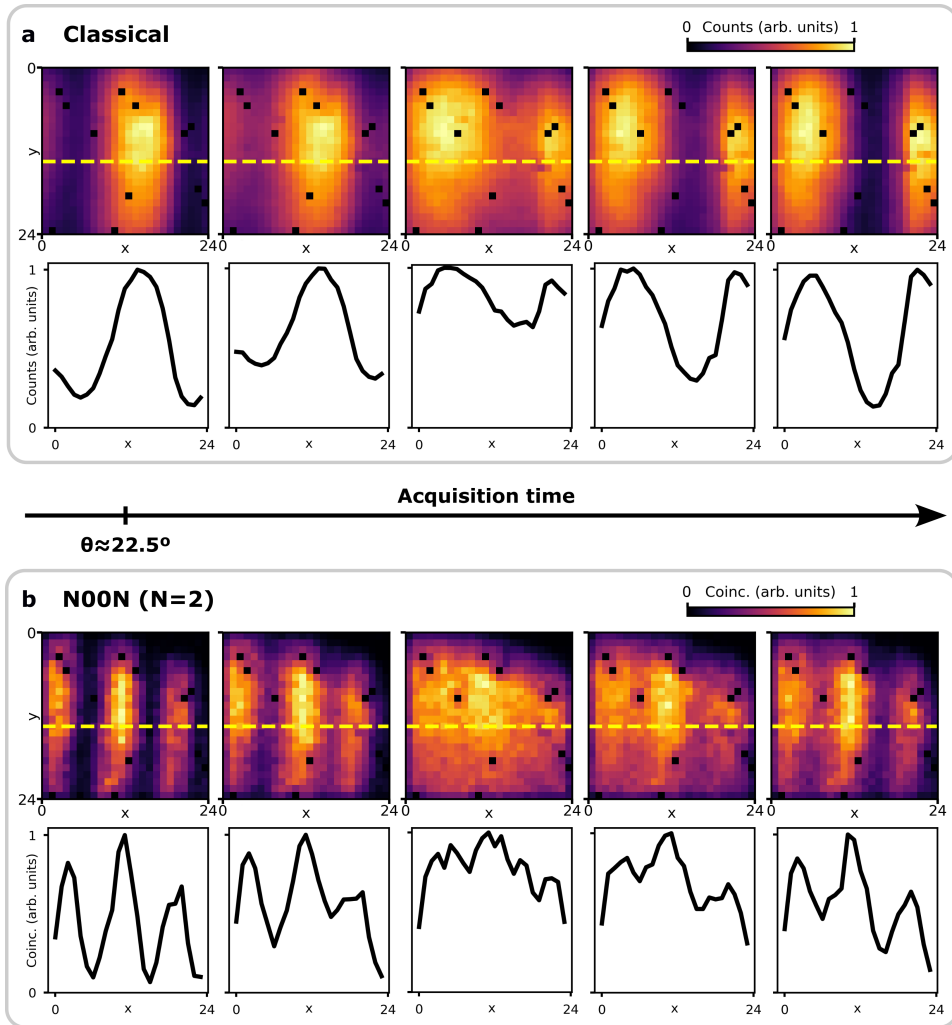 a Classical
0 Counts (arb. units) 1
0
y
24
0 x 24
0 x 24
0 x 24
0 x 24
0 x 24
1
Counts (arb. units)
0
0 x 24
0 x 24
0 x 24
0 x 24
0 x 24
Acquisition time
θ≈22.5º
b N00N (N=2)
0 Coinc. (arb. units) 1
0
y
24
0 x 24
0 x 24
0 x 24
0 x 24
0 x 24
1
Coinc. (arb. units)
0
0 x 24
0 x 24
0 x 24
0 x 24
0 x 24